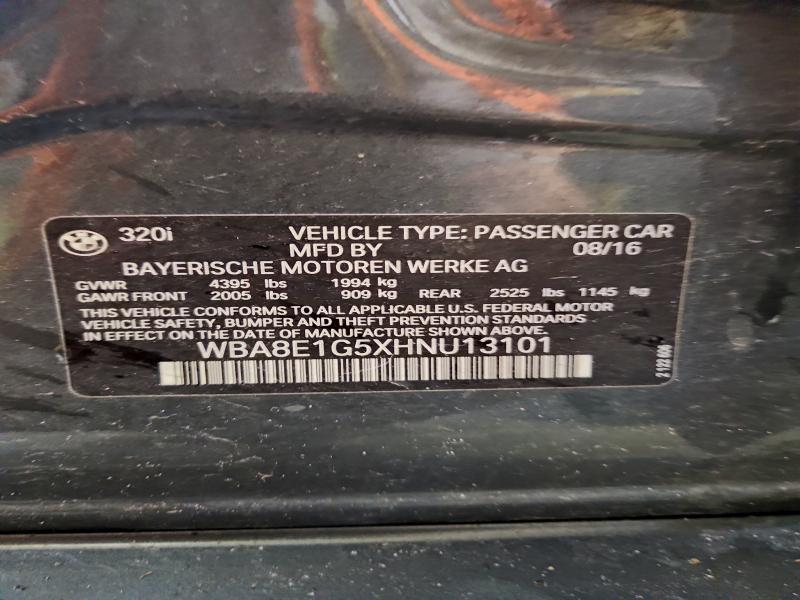 320i VEHICLE TYPE: PASSENGER CAR
MFD BY 08/16
BAYERISCHE MOTOREN WERKE AG
GVWR 4395 lbs 1994 kg
GAWR FRONT 2005 lbs 909 kg REAR 2525 lbs 1145 kg
THIS VEHICLE CONFORMS TO ALL APPLICABLE U.S. FEDERAL MOTOR
VEHICLE SAFETY, BUMPER, AND THEFT PREVENTION STANDARDS
IN EFFECT ON THE DATE OF MANUFACTURE SHOWN ABOVE.
WBA8E1G5XHNU13101